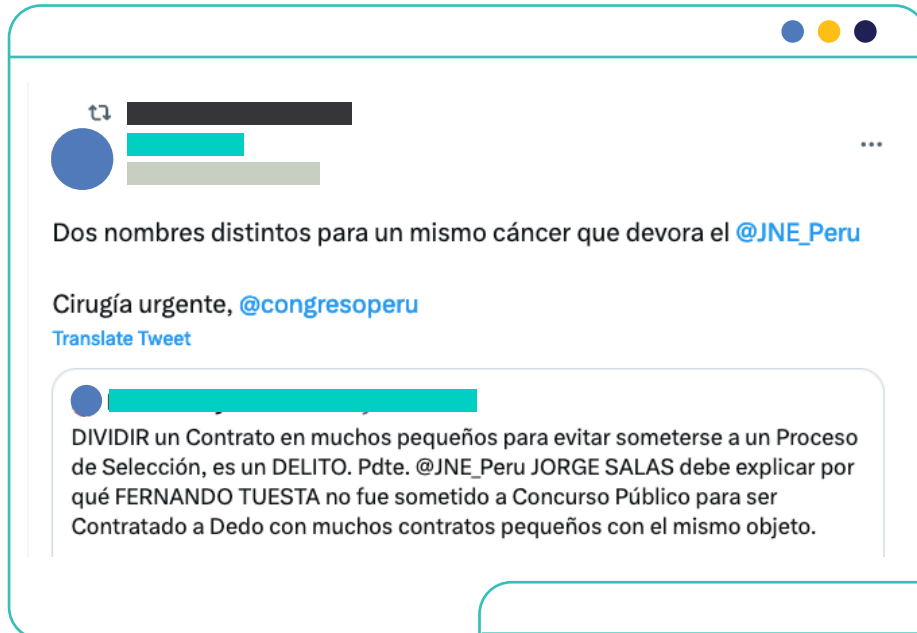 Dos nombres distintos para un mismo cáncer que devora el @JNE_Peru
Cirugía urgente, @congresoperu
Translate Tweet
DIVIDIR un Contrato en muchos pequeños para evitar someterse a un Proceso
de Selección, es un DELITO. Pdte. @JNE_Peru JORGE SALAS debe explicar por
qué FERNANDO TUESTA no fue sometido a Concurso Público para ser
Contratado a Dedo con muchos contratos pequeños con el mismo objeto.